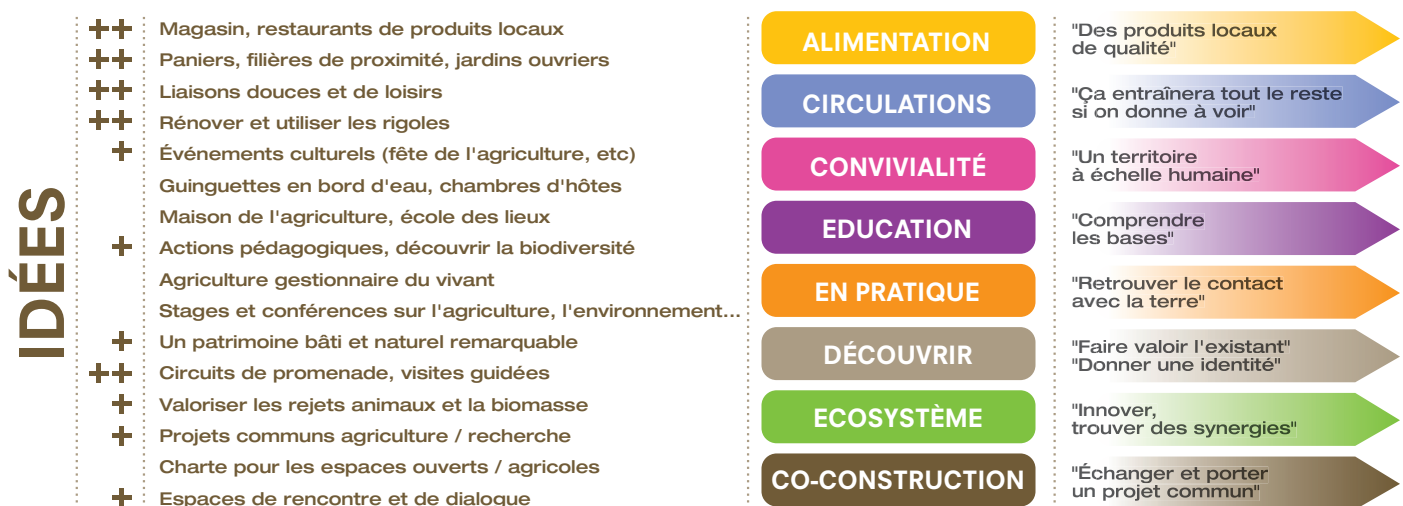 IDÉES
++ Magasin, restaurants de produits locaux
++ Paniers, filières de proximité, jardins ouvriers
++ Liaisons douces et de loisirs
++ Rénover et utiliser les rigoles
+ Événements culturels (fête de l'agriculture, etc)
Guinguettes en bord d'eau, chambres d'hôtes
Maison de l'agriculture, école des lieux
+ Actions pédagogiques, découvrir la biodiversité
Agriculture gestionnaire du vivant
Stages et conférences sur l'agriculture, l'environnement...
+ Un patrimoine bâti et naturel remarquable
++ Circuits de promenade, visites guidées
+ Valoriser les rejets animaux et la biomasse
+ Projets communs agriculture / recherche
Charte pour les espaces ouverts / agricoles
+ Espaces de rencontre et de dialogue
ALIMENTATION
CIRCULATIONS
CONVIVIALITÉ
EDUCATION
EN PRATIQUE
DÉCOUVRIR
ECOSYSTÈME
CO-CONSTRUCTION
"Des produits locaux
de qualité"
"Ça entraînera tout le reste
si on donne à voir"
"Un territoire
à échelle humaine"
"Comprendre
les bases"
"Retrouver le contact
avec la terre"
"Faire valoir l'existant"
"Donner une identité"
"Innover,
trouver des synergies"
"Échanger et porter
un projet commun"